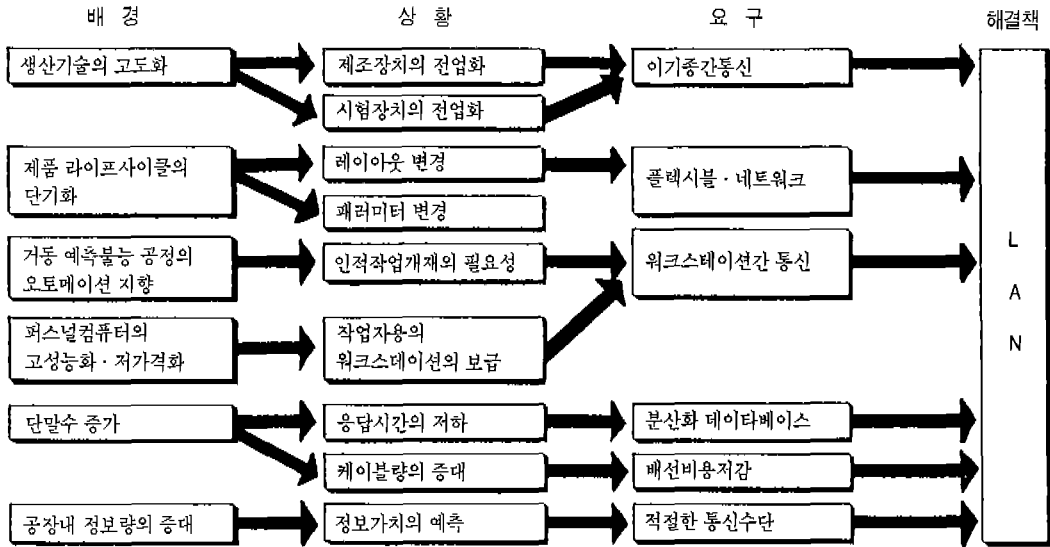 배 경
상 황
요 구
해결책
생산기술의 고도화
제조장치의 전업화
이기종간통신
시험장치의 전업화
제품 라이프사이클의
단기화
레이아웃 변경
플렉시블 · 네트워크
패러미터 변경
거동 예측불능 공정의
오토메이션 지향
인적작업개재의 필요성
워크스테이션간 통신
퍼스널컴퓨터의
고성능화 · 저가격화
작업자용의
워크스데이션의 보급
단말수 증가
응답시간의 저하
분산화 데이타베이스
케이블량의 증대
배선비용저감
공장내 정보량의 증대
정보가치의 예측
적절한 통신수단
L
A
N